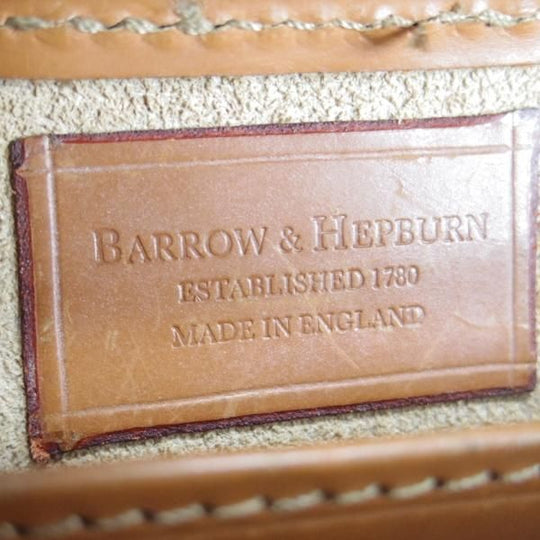 BARROW & HEPBURN
ESTABLISHED 1780
MADE IN ENGLAND